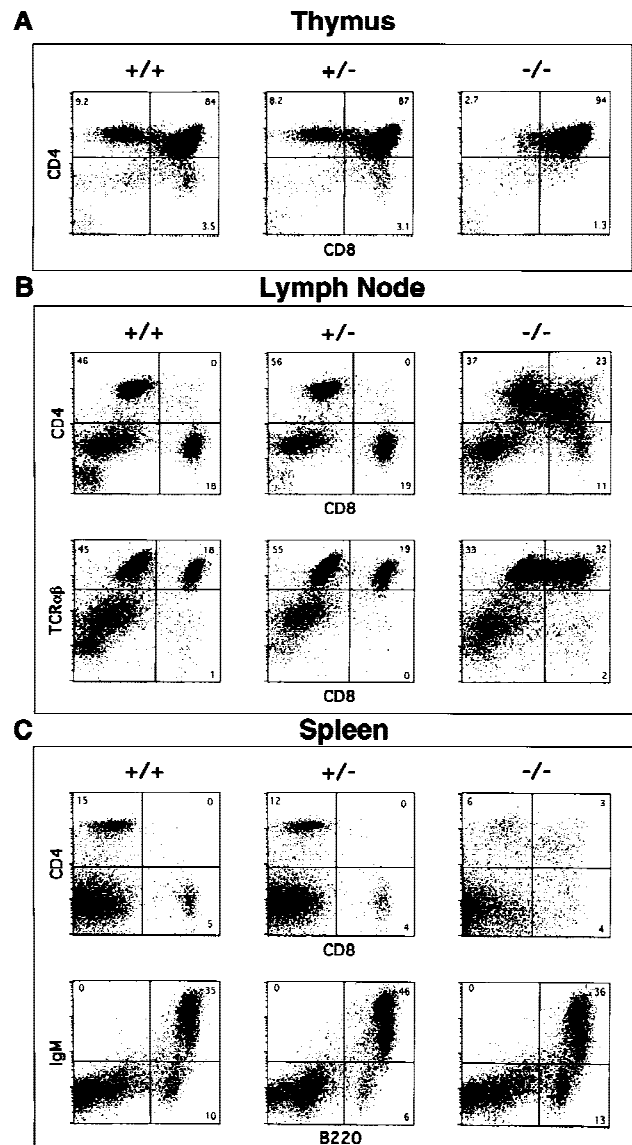 A Thymus
+/+ +/- -/-
9.2 84 8.2 87 2.7 94
CD4
3.5 3.1 1.3
CD8
B Lymph Node
+/+ +/- -/-
46 0 56 0 37 23
CD4
18 19 11
CD8
45 18 55 19 33 32
TCRαβ
1 0 2
CD8
C Spleen
+/+ +/- -/-
15 0 12 0 6 3
CD4
5 4 4
CD8
0 35 0 46 0 36
IgM
10 6 13
B220